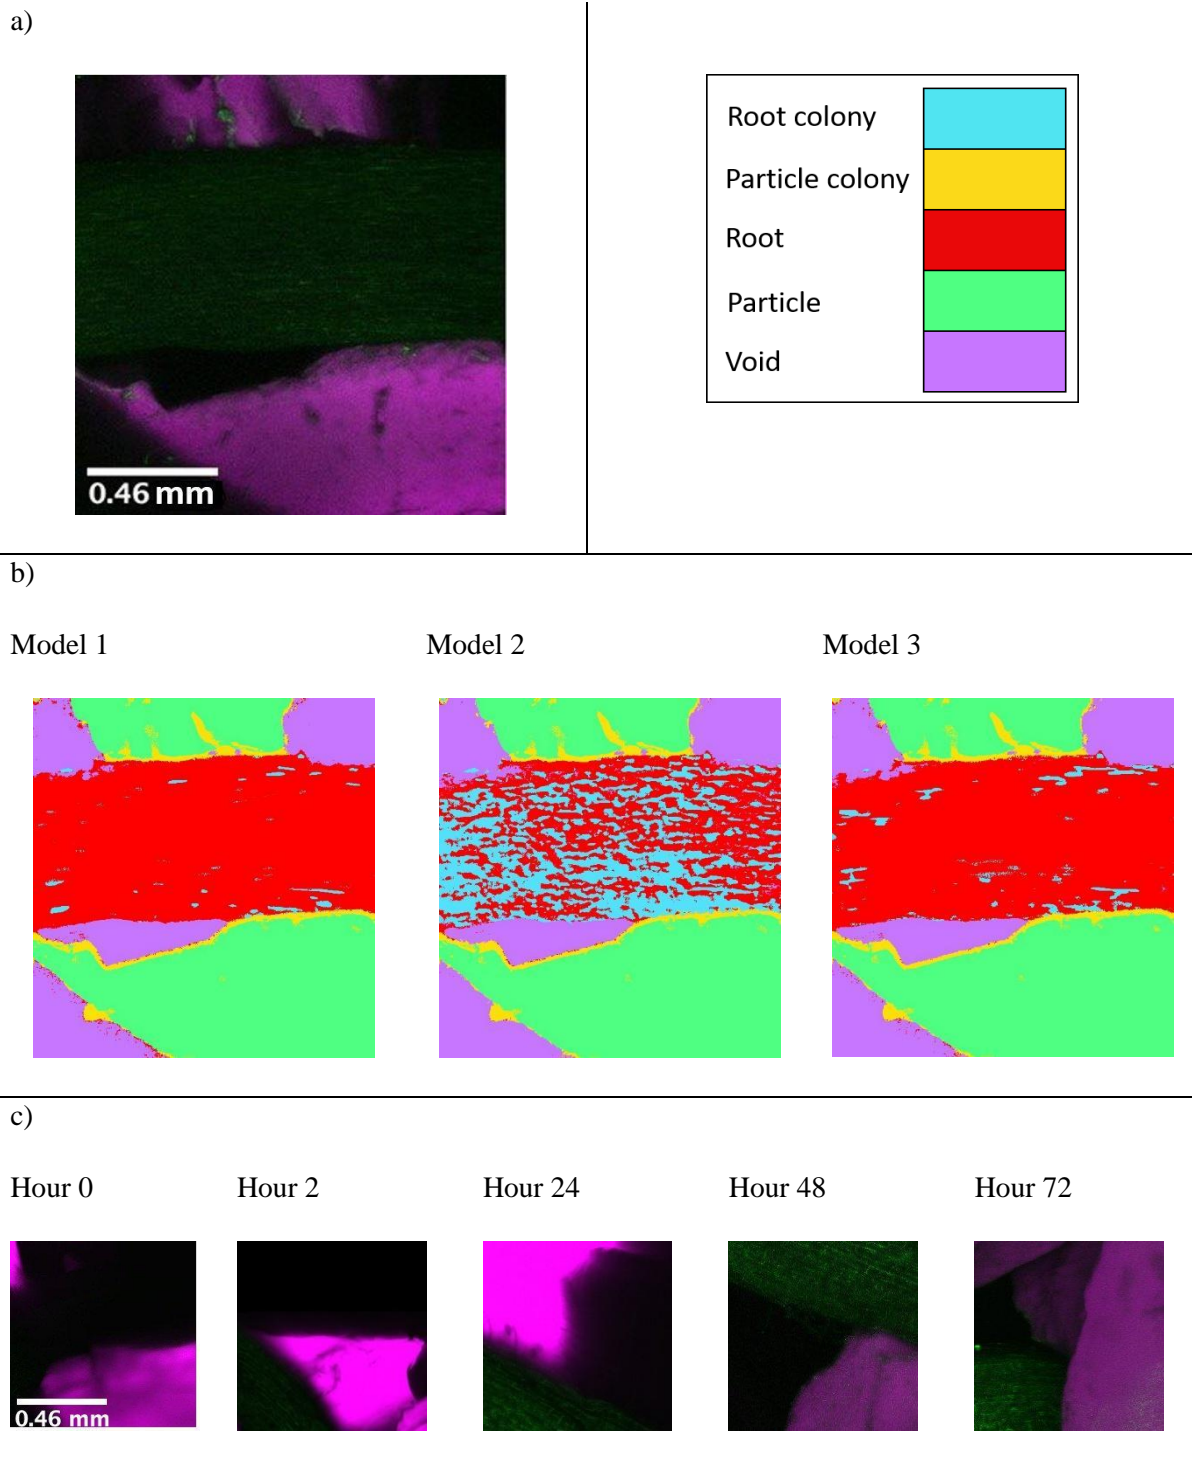 a)
0.46 mm
Root colony
Particle colony
Root
Particle
Void
b)
Model 1
Model 2
Model 3
c)
Hour 0
Hour 2
Hour 24
Hour 48
Hour 72
0.46 mm